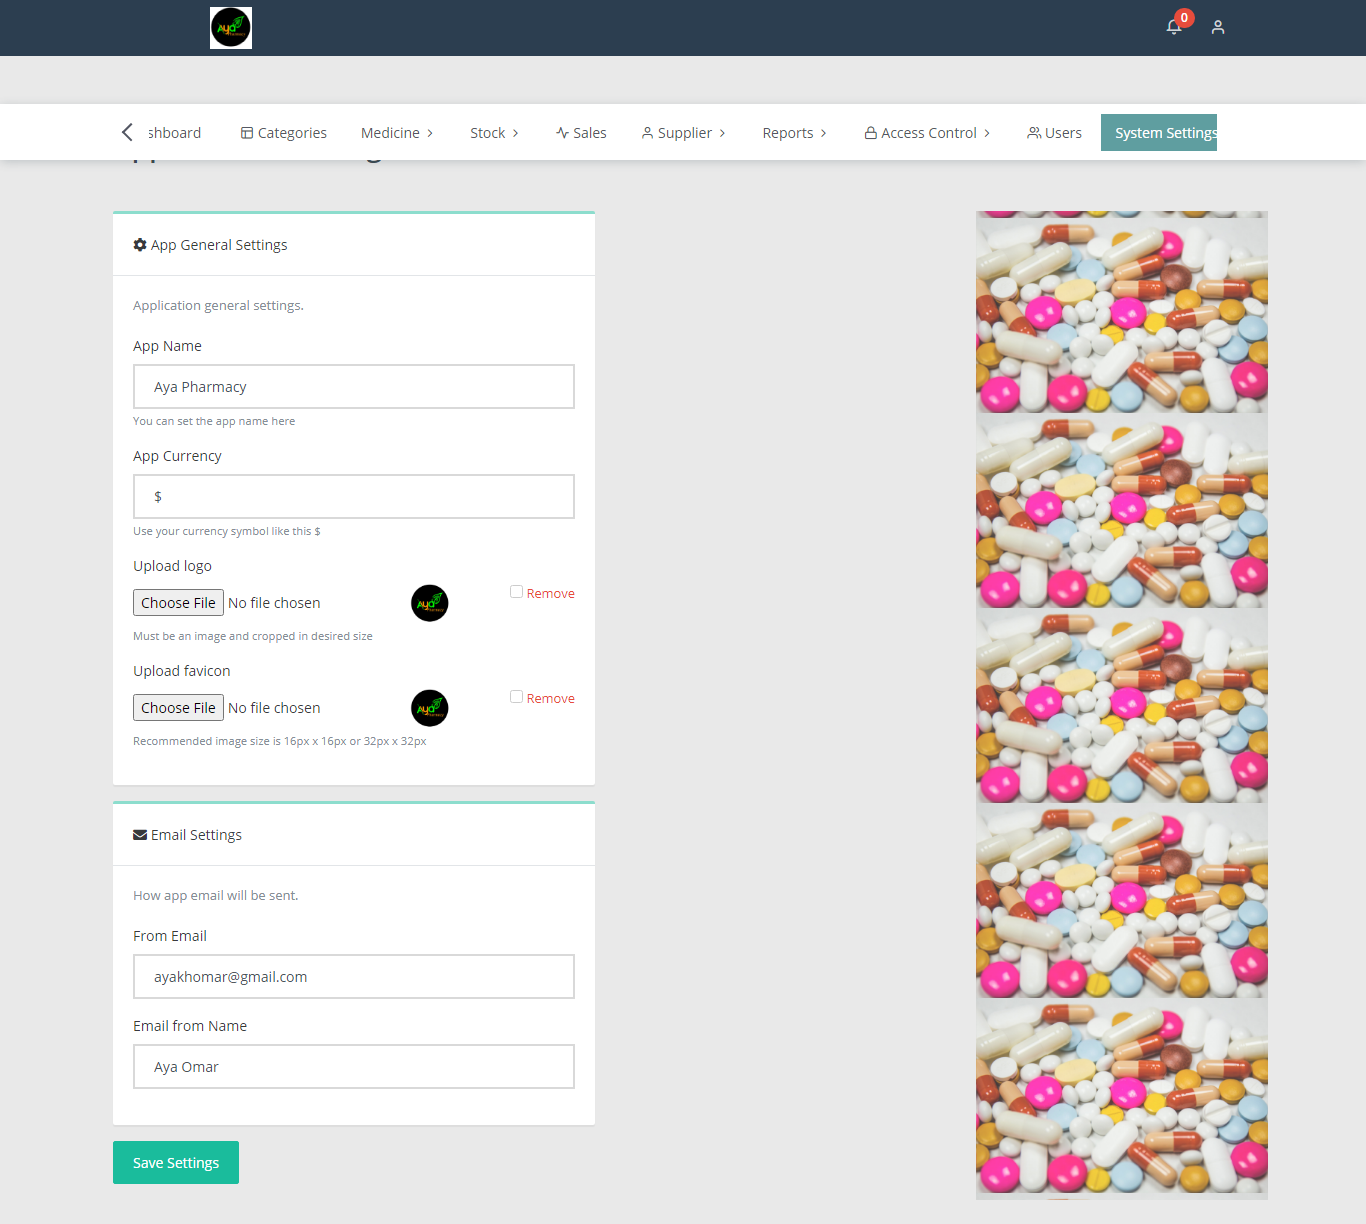 Aya
0
shboard Categories Medicine Stock Sales Supplier Reports Access Control Users System Settings
App General Settings
Application general settings.
App Name
Aya Pharmacy
You can set the app name here
App Currency
$
Use your currency symbol like this $
Upload logo
Choose File No file chosen
Aya
Remove
Must be an image and cropped in desired size
Upload favicon
Choose File No file chosen
Aya
Remove
Recommended image size is 16px x 16px or 32px x 32px
Email Settings
How app email will be sent.
From Email
ayakhomar@gmail.com
Email from Name
Aya Omar
Save Settings